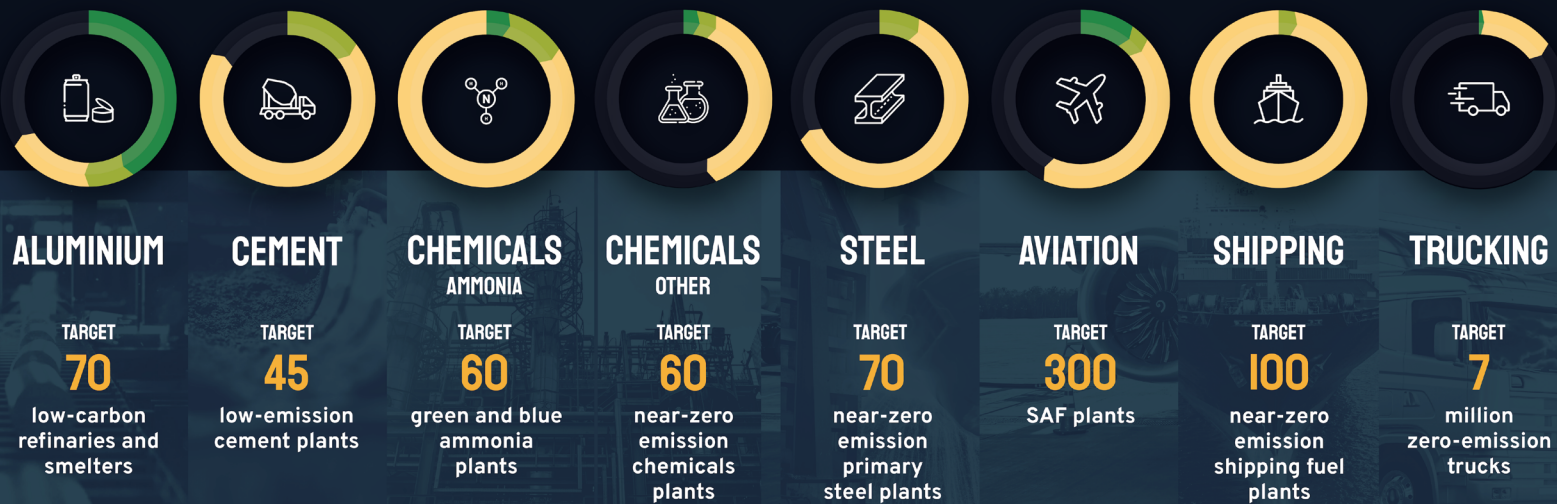 ALUMINIUM
TARGET
70
low-carbon
refinaries and
smelters
CEMENT
TARGET
45
low-emission
cement plants
N
H
H
H
CHEMICALS
AMMONIA
TARGET
60
green and blue
ammonia
plants
CHEMICALS
OTHER
TARGET
60
near-zero
emission
chemicals
plants
STEEL
TARGET
70
near-zero
emission
primary
steel plants
AVIATION
TARGET
300
SAF plants
SHIPPING
TARGET
100
near-zero
emission
shipping fuel
plants
TRUCKING
TARGET
7
million
zero-emission
trucks